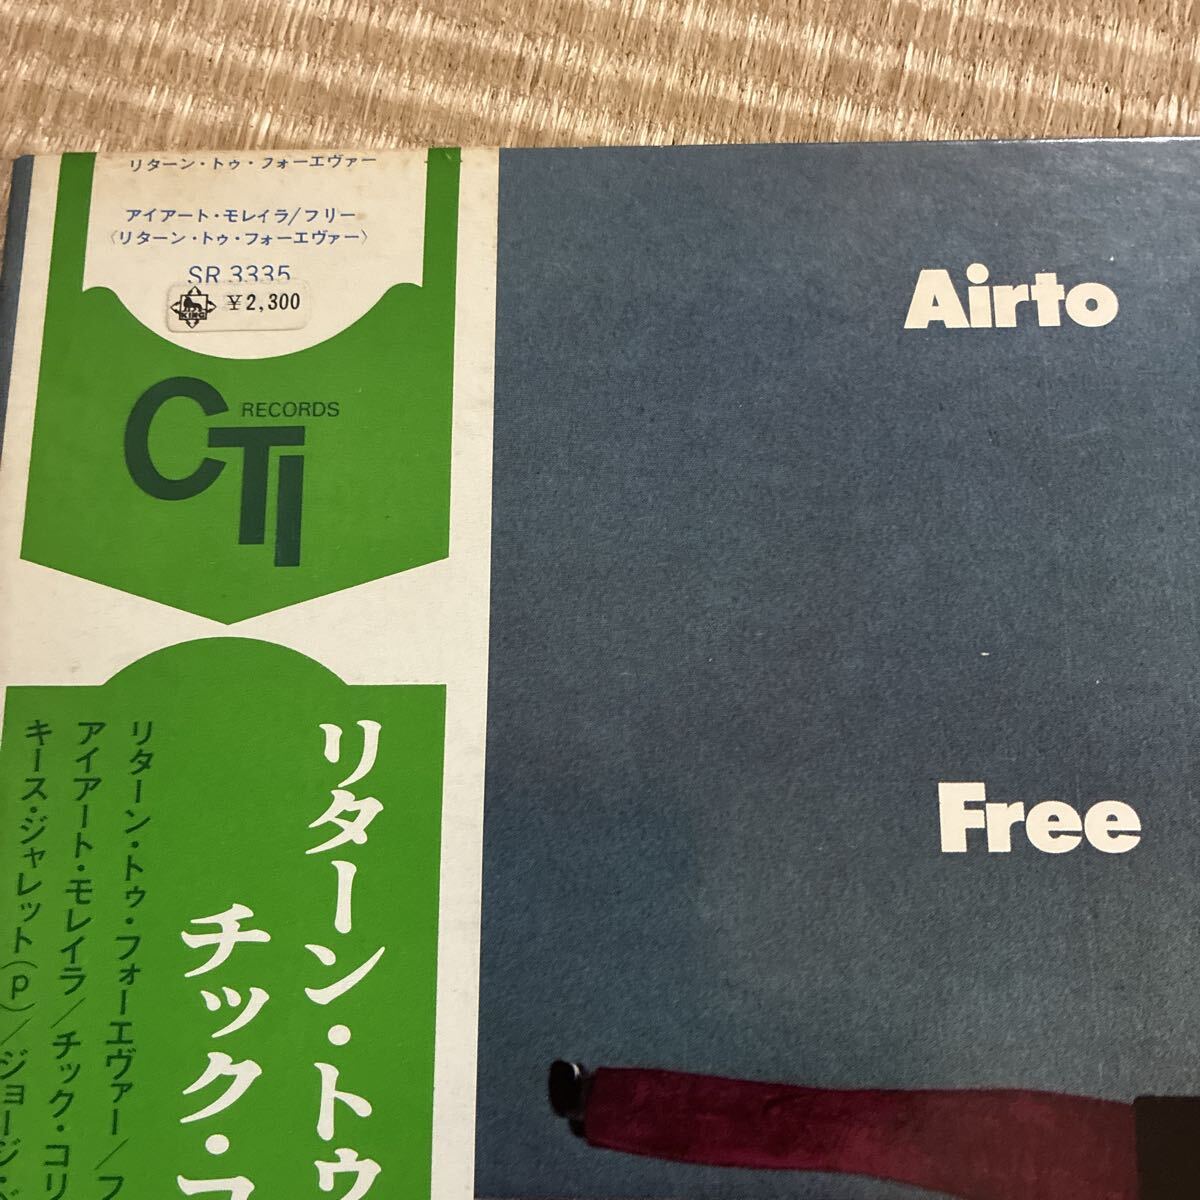 リターン・トゥ・フォーエヴァー
アイアート・モレイラ/フリー
〈リターン・トゥ・フォーエヴァー〉
SR 3335
KING
¥2,300
CTI
RECORDS
Airto
Free
リターン・トゥ
チック・コ
リターン・トゥ・フォーエヴァー/フ
アイアート・モレイラ/チック・コリ
キース・ジャレット(p)/ジョージ・ベ